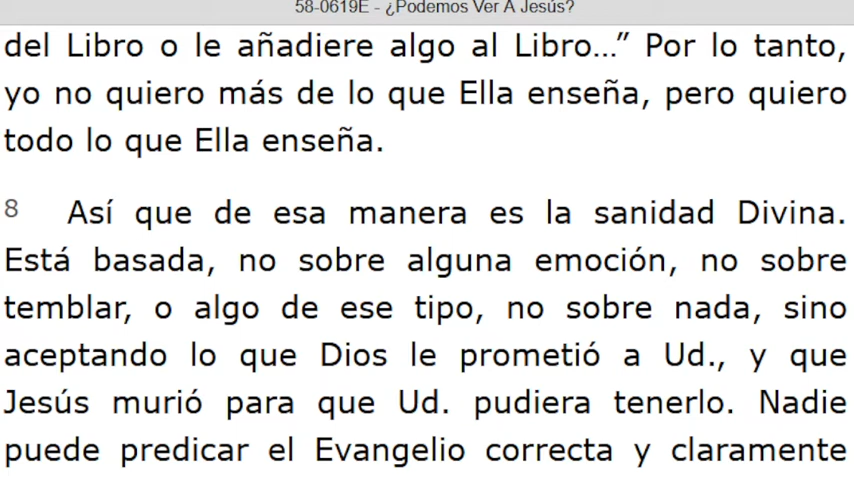 58-0619E - ¿Podemos Ver A Jesús?
del Libro o le añadiere algo al Libro…” Por lo tanto,
yo no quiero más de lo que Ella enseña, pero quiero
todo lo que Ella enseña.
8 Así que de esa manera es la sanidad Divina.
Está basada, no sobre alguna emoción, no sobre
temblar, o algo de ese tipo, no sobre nada, sino
aceptando lo que Dios le prometió a Ud., y que
Jesús murió para que Ud. pudiera tenerlo. Nadie
puede predicar el Evangelio correcta y claramente